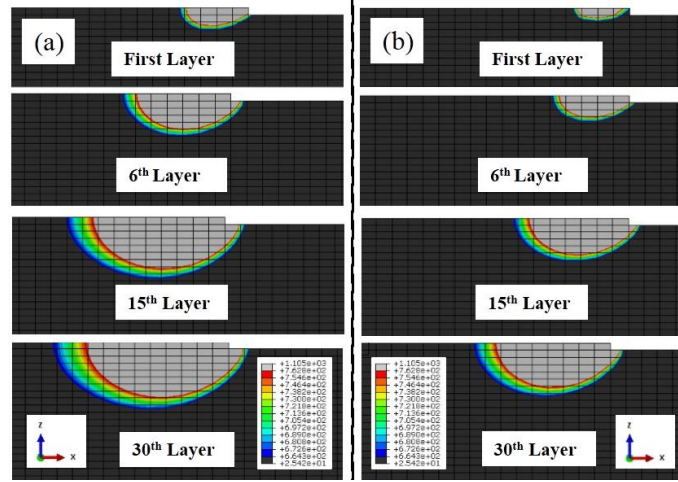 (a)
First Layer
6th Layer
15th Layer
30th Layer
+1.105e+03
+7.628e+02
+7.546e+02
+7.464e+02
+7.382e+02
+7.300e+02
+7.218e+02
+7.136e+02
+7.054e+02
+6.972e+02
+6.890e+02
+6.808e+02
+6.726e+02
+6.643e+02
+2.542e+01
z
x
(b)
First Layer
6th Layer
15th Layer
30th Layer
+1.105e+03
+7.628e+02
+7.546e+02
+7.464e+02
+7.382e+02
+7.300e+02
+7.218e+02
+7.136e+02
+7.054e+02
+6.972e+02
+6.890e+02
+6.808e+02
+6.726e+02
+6.643e+02
+2.542e+01
z
x